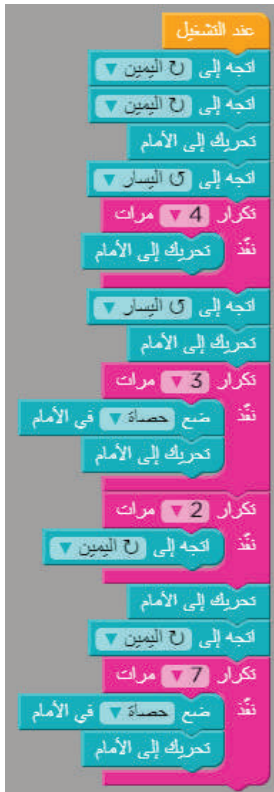 عند التشغيل
اتجه إلى ↻ اليمين ▼
اتجه إلى ↻ اليمين ▼
تحريك إلى الأمام
اتجه إلى ↺ اليسار ▼
تكرار 4 ▼ مرات
نفّذ تحريك إلى الأمام
اتجه إلى ↺ اليسار ▼
تحريك إلى الأمام
تكرار 3 ▼ مرات
نفّذ ضع حصاة ▼ في الأمام
تحريك إلى الأمام
تكرار 2 ▼ مرات
نفّذ اتجه إلى ↻ اليمين ▼
تحريك إلى الأمام
اتجه إلى ↻ اليمين ▼
تكرار 7 ▼ مرات
نفّذ ضع حصاة ▼ في الأمام
تحريك إلى الأمام